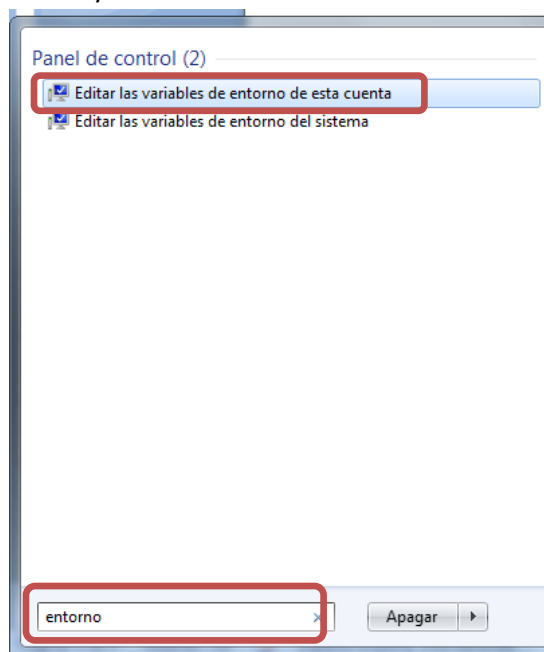 Panel de control (2)
Editar las variables de entorno de esta cuenta
Editar las variables de entorno del sistema
entorno
Apagar